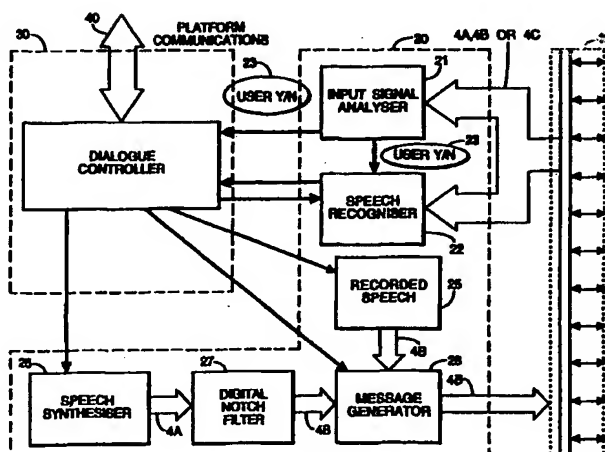 30
40
PLATFORM
COMMUNICATIONS
23
USER Y/N
20
21
4A,4B OR 4C
INPUT SIGNAL
ANALYSER
23
USER Y/N
DIALOGUE
CONTROLLER
SPEECH
RECOGNISER
22
RECORDED
SPEECH
25
4B
27
28
4B
SPEECH
SYNTHESISER
4A
DIGITAL
NOTCH
FILTER
4B
MESSAGE
GENERATOR